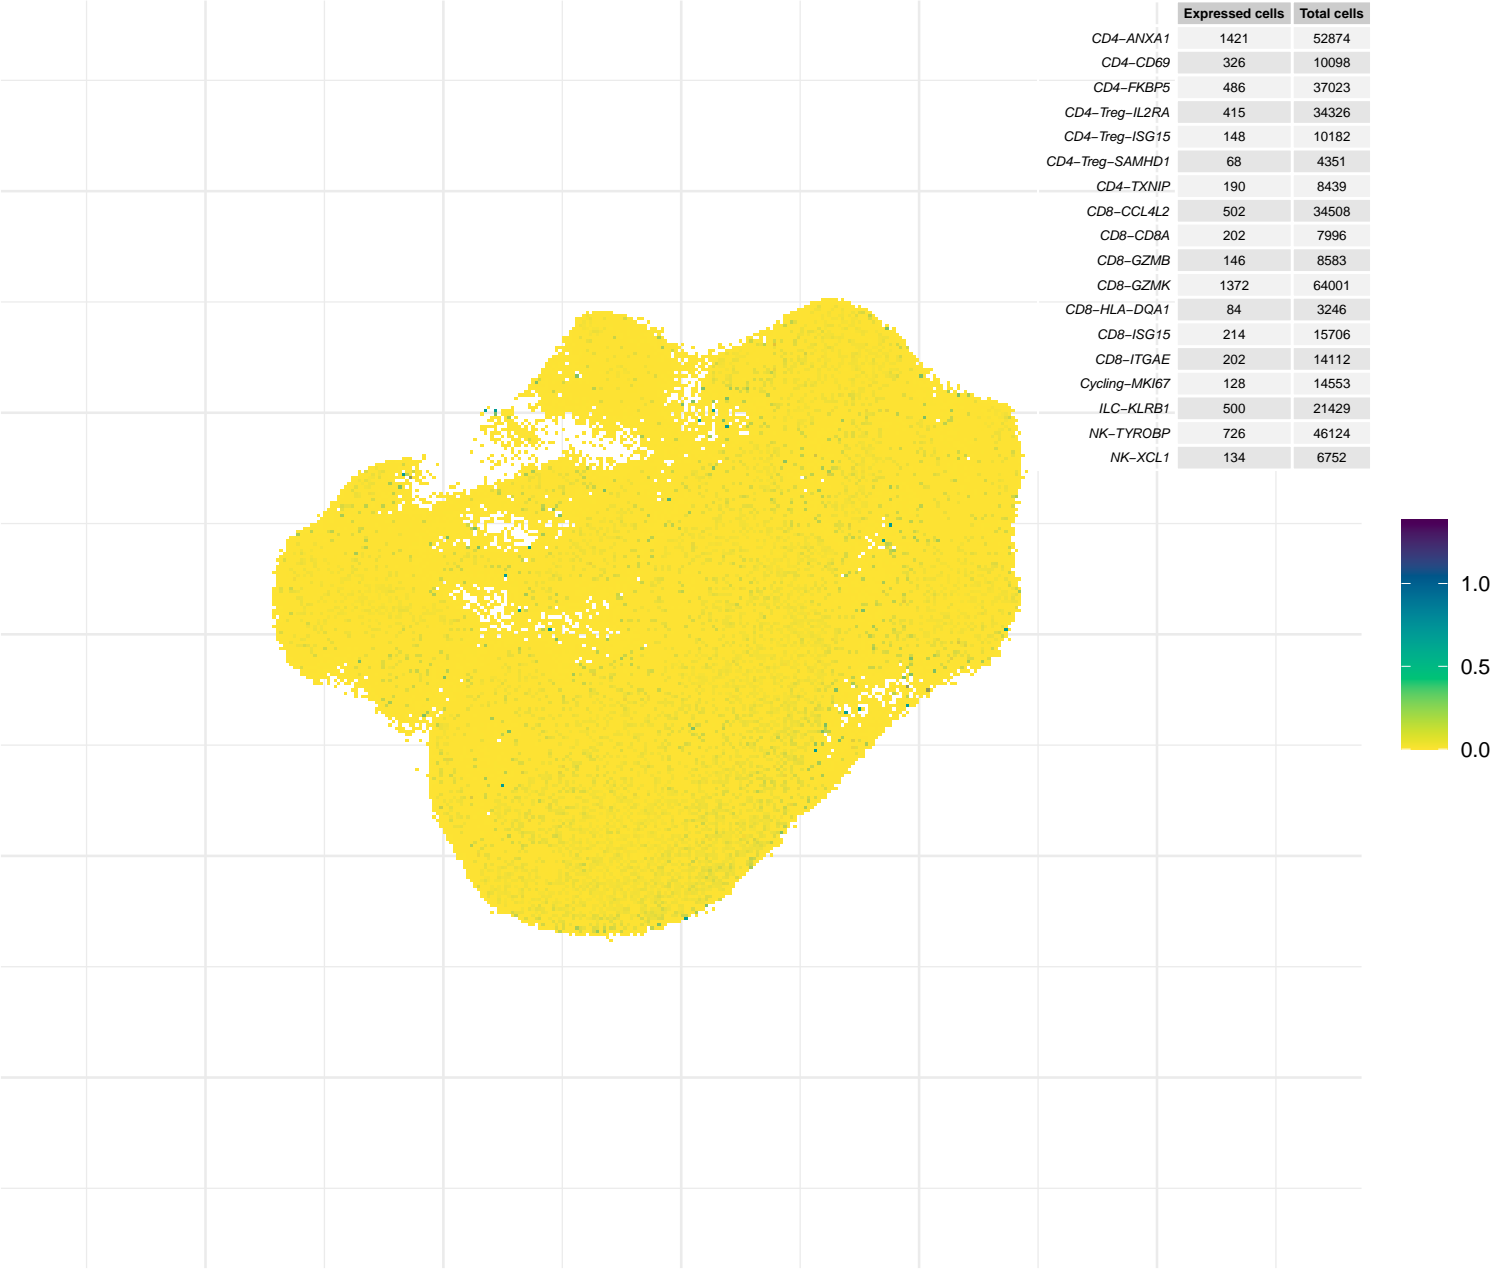 Expressed cells Total cells
CD4−ANXA1 1421 52874
CD4−CD69 326 10098
CD4−FKBP5 486 37023
CD4−Treg−IL2RA 415 34326
CD4−Treg−ISG15 148 10182
CD4−Treg−SAMHD1 68 4351
CD4−TXNIP 190 8439
CD8−CCL4L2 502 34508
CD8−CD8A 202 7996
CD8−GZMB 146 8583
CD8−GZMK 1372 64001
CD8−HLA−DQA1 84 3246
CD8−ISG15 214 15706
CD8−ITGAE 202 14112
Cycling−MKI67 128 14553
ILC−KLRB1 500 21429
NK−TYROBP 726 46124
NK−XCL1 134 6752
1.0
0.5
0.0